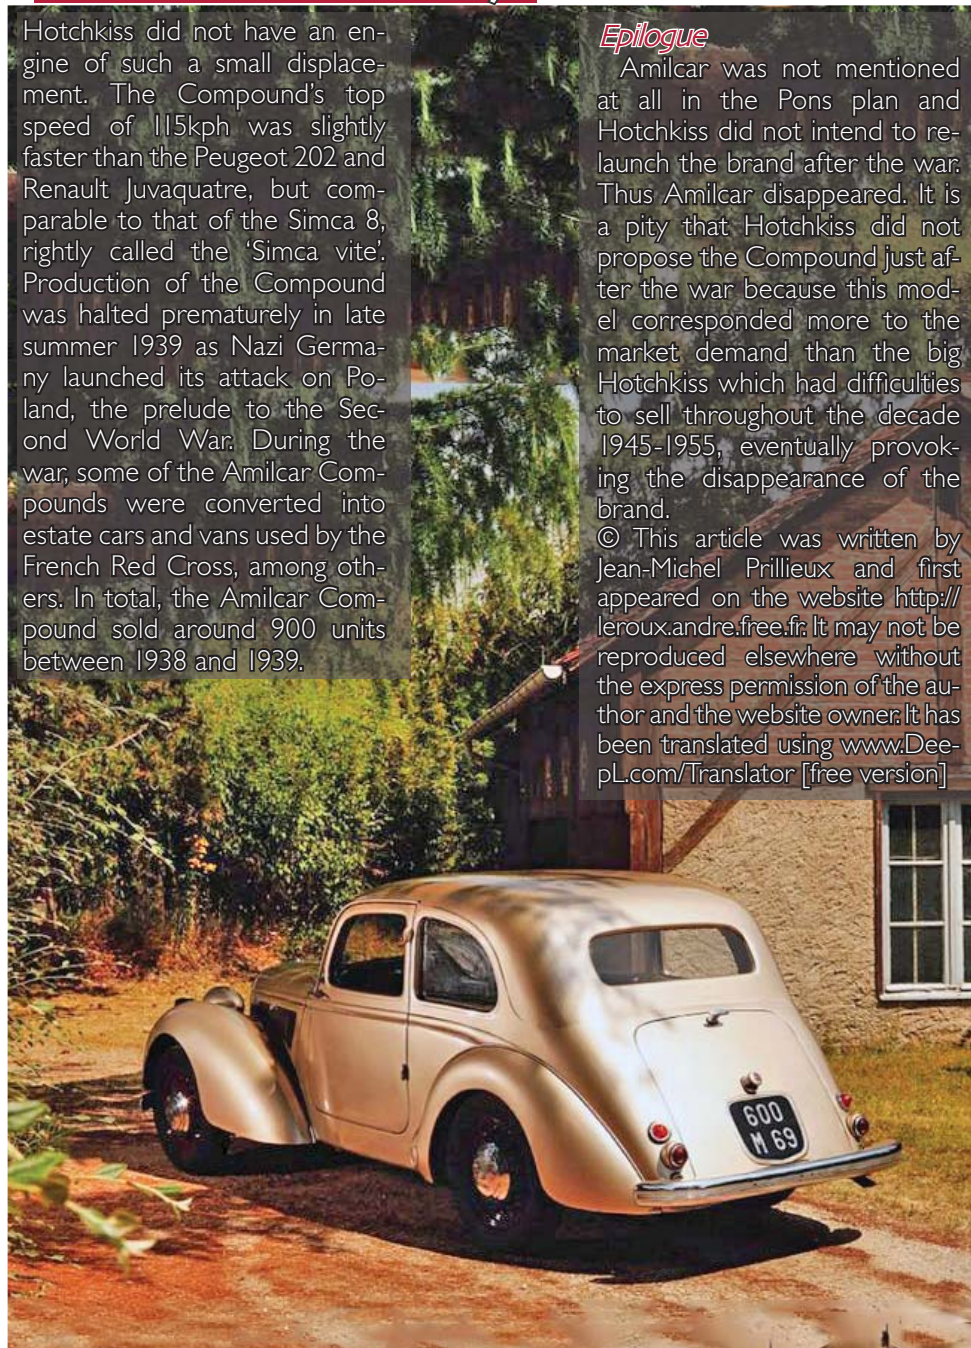 Hotchkiss did not have an en-
gine of such a small displace-
ment. The Compound's top
speed of 115kph was slightly
faster than the Peugeot 202 and
Renault Juvaquatre, but com-
parable to that of the Simca 8,
rightly called the 'Simca vite'.
Production of the Compound
was halted prematurely in late
summer 1939 as Nazi Germa-
ny launched its attack on Po-
land, the prelude to the Sec-
ond World War. During the
war, some of the Amilcar Com-
pounds were converted into
estate cars and vans used by the
French Red Cross, among oth-
ers. In total, the Amilcar Com-
pound sold around 900 units
between 1938 and 1939.
Epilogue
Amilcar was not mentioned
at all in the Pons plan and
Hotchkiss did not intend to re-
launch the brand after the war.
Thus Amilcar disappeared. It is
a pity that Hotchkiss did not
propose the Compound just af-
ter the war because this mod-
el corresponded more to the
market demand than the big
Hotchkiss which had difficulties
to sell throughout the decade
1945-1955, eventually provok-
ing the disappearance of the
brand.
© This article was written by
Jean-Michel Prillieux and first
appeared on the website http://
leroux.andre.free.fr. It may not be
reproduced elsewhere without
the express permission of the au-
thor and the website owner. It has
been translated using www.Dee-
pL.com/Translator [free version]
600
M 69